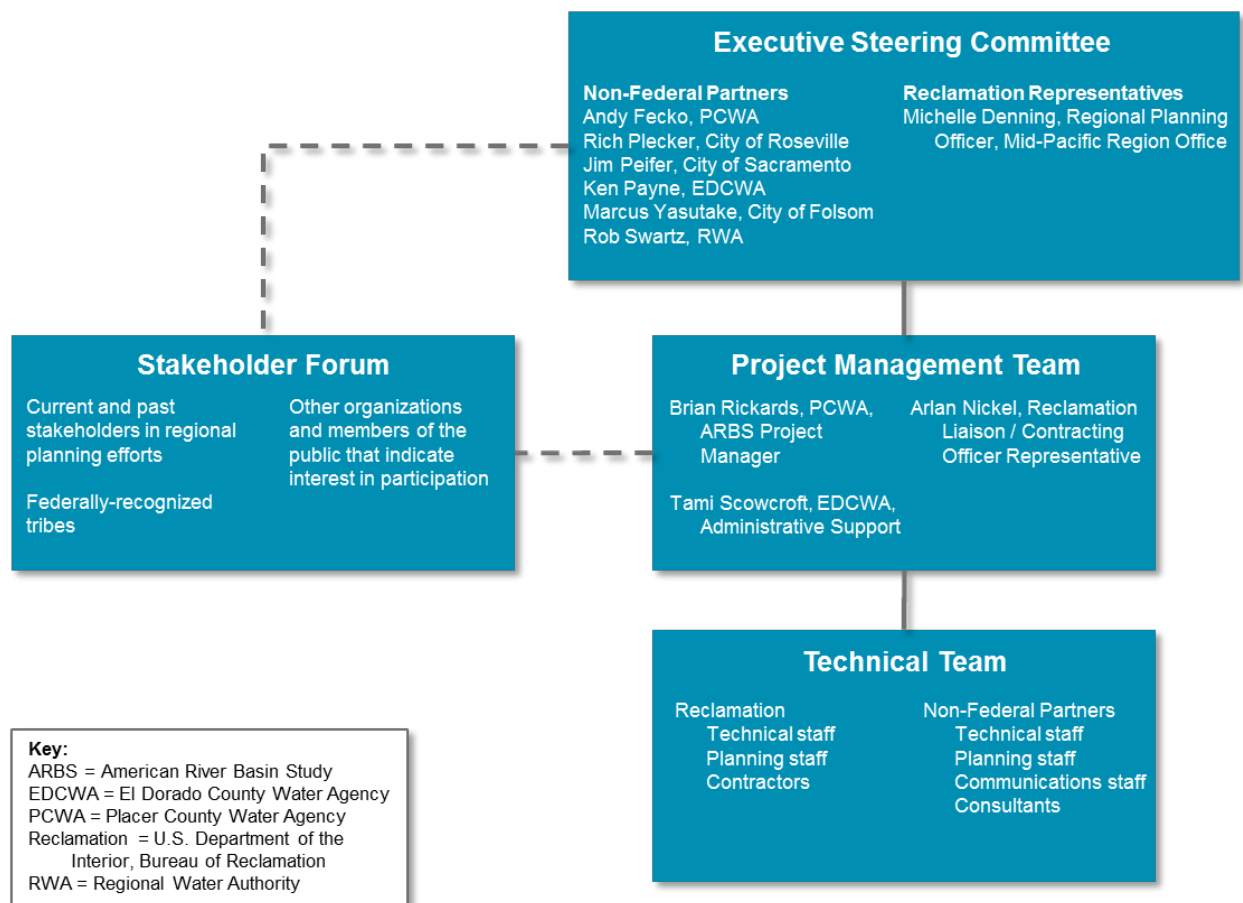 Executive Steering Committee
Non-Federal Partners
Andy Fecko, PCWA
Rich Plecker, City of Roseville
Jim Peifer, City of Sacramento
Ken Payne, EDCWA
Marcus Yasutake, City of Folsom
Rob Swartz, RWA
Reclamation Representatives
Michelle Denning, Regional Planning
Officer, Mid-Pacific Region Office
Stakeholder Forum
Current and past
stakeholders in regional
planning efforts
Federally-recognized
tribes
Other organizations
and members of the
public that indicate
interest in participation
Project Management Team
Brian Rickards, PCWA,
ARBS Project
Manager
Tami Scowcroft, EDCWA,
Administrative Support
Arlan Nickel, Reclamation
Liaison / Contracting
Officer Representative
Technical Team
Reclamation
Technical staff
Planning staff
Contractors
Non-Federal Partners
Technical staff
Planning staff
Communications staff
Consultants
Key:
ARBS = American River Basin Study
EDCWA = El Dorado County Water Agency
PCWA = Placer County Water Agency
Reclamation = U.S. Department of the
Interior, Bureau of Reclamation
RWA = Regional Water Authority